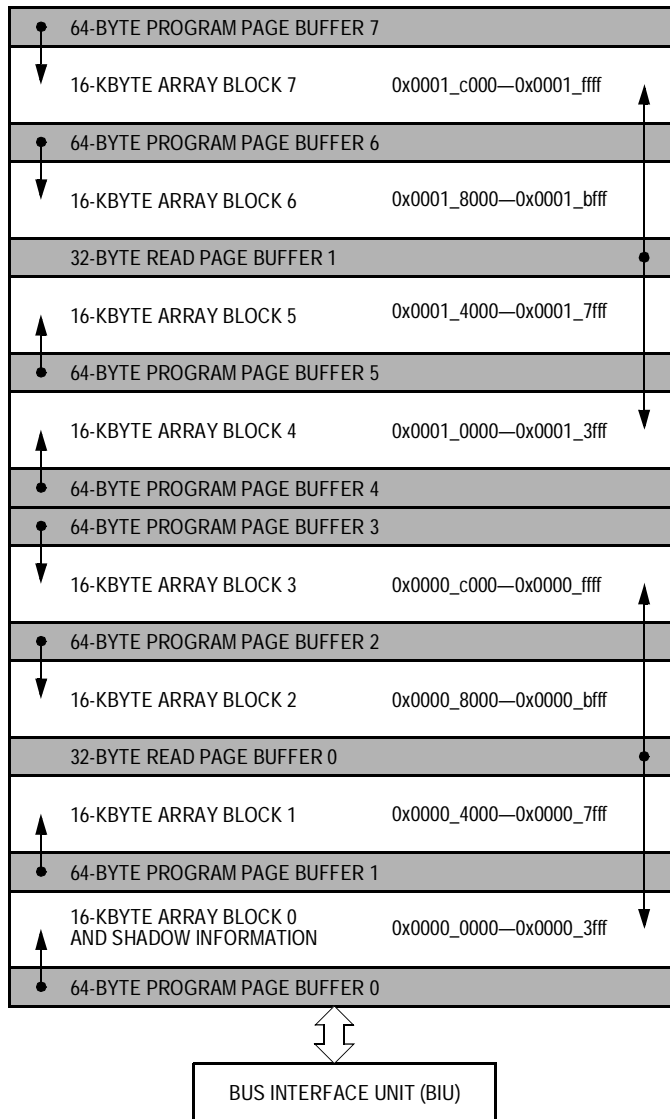 64-BYTE PROGRAM PAGE BUFFER 7
16-KBYTE ARRAY BLOCK 7 0x0001_c000—0x0001_ffff
64-BYTE PROGRAM PAGE BUFFER 6
16-KBYTE ARRAY BLOCK 6 0x0001_8000—0x0001_bfff
32-BYTE READ PAGE BUFFER 1
16-KBYTE ARRAY BLOCK 5 0x0001_4000—0x0001_7fff
64-BYTE PROGRAM PAGE BUFFER 5
16-KBYTE ARRAY BLOCK 4 0x0001_0000—0x0001_3fff
64-BYTE PROGRAM PAGE BUFFER 4
64-BYTE PROGRAM PAGE BUFFER 3
16-KBYTE ARRAY BLOCK 3 0x0000_c000—0x0000_ffff
64-BYTE PROGRAM PAGE BUFFER 2
16-KBYTE ARRAY BLOCK 2 0x0000_8000—0x0000_bfff
32-BYTE READ PAGE BUFFER 0
16-KBYTE ARRAY BLOCK 1 0x0000_4000—0x0000_7fff
64-BYTE PROGRAM PAGE BUFFER 1
16-KBYTE ARRAY BLOCK 0
AND SHADOW INFORMATION 0x0000_0000—0x0000_3fff
64-BYTE PROGRAM PAGE BUFFER 0
BUS INTERFACE UNIT (BIU)